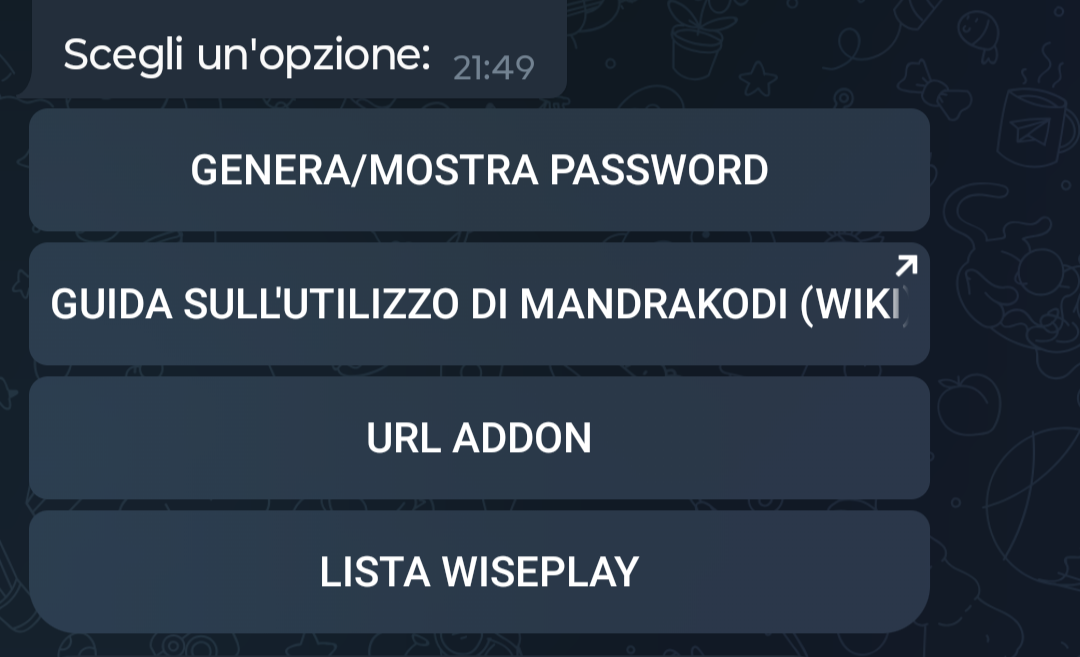 Scegli un'opzione: 21:49
GENERA/MOSTRA PASSWORD
GUIDA SULL'UTILIZZO DI MANDRAKODI (WIKI)
URL ADDON
LISTA WISEPLAY